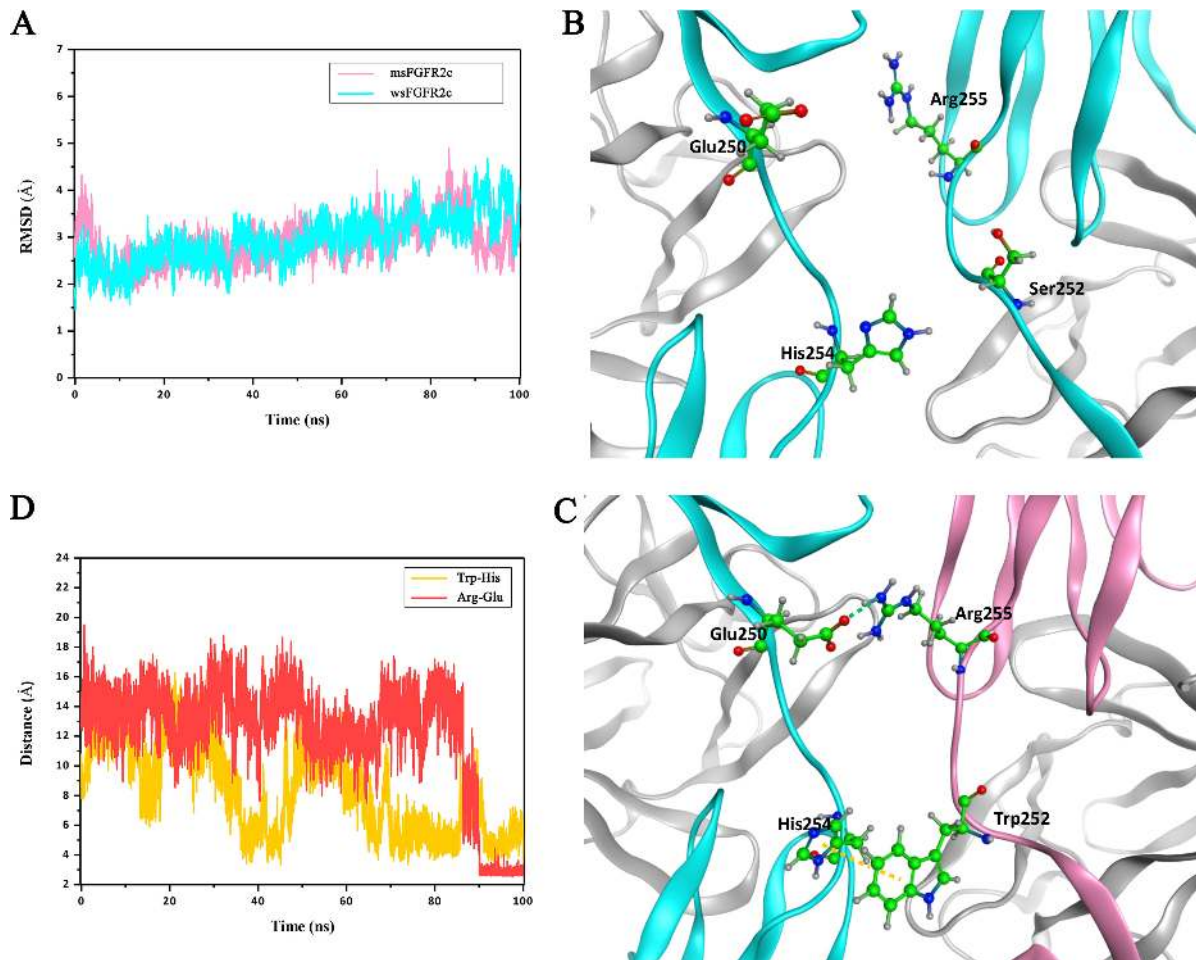 A
7
6
5
4
3
2
1
0
RMSD (Å)
msFGFR2c
wsFGFR2c
0 20 40 60 80 100
Time (ns)
B
Glu250
Arg255
Ser252
His254
D
24
22
20
18
16
14
12
10
8
6
4
2
Distance (Å)
Trp-His
Arg-Glu
0 20 40 60 80 100
Time (ns)
C
Glu250
Arg255
His254
Trp252